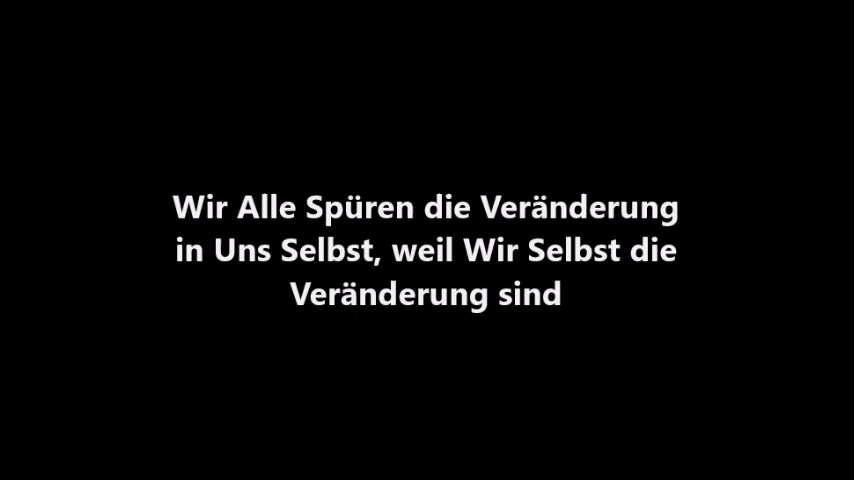 Wir Alle Spüren die Veränderung
in Uns Selbst, weil Wir Selbst die
Veränderung sind